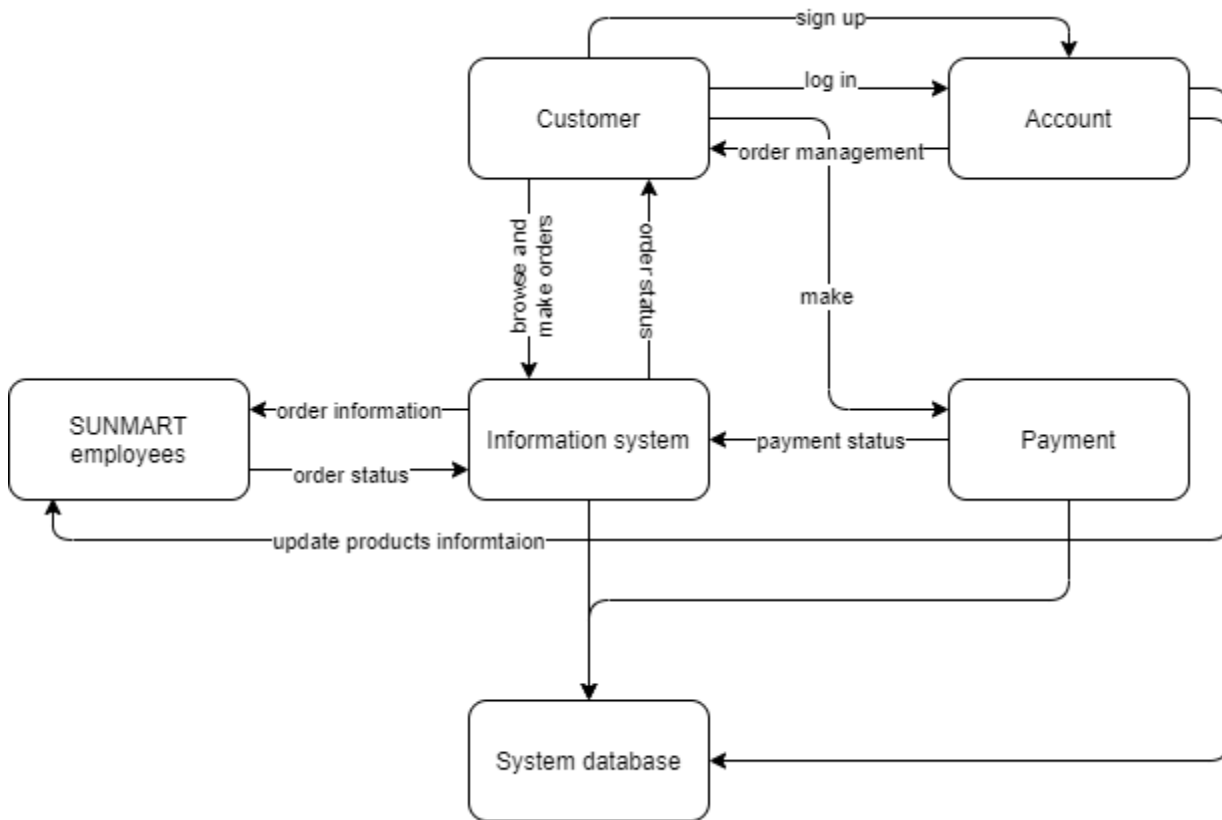 sign up
log in
Customer
Account
order management
browse and
make orders
order status
make
SUNMART
employees
order information
Information system
payment status
Payment
order status
update products informtaion
System database